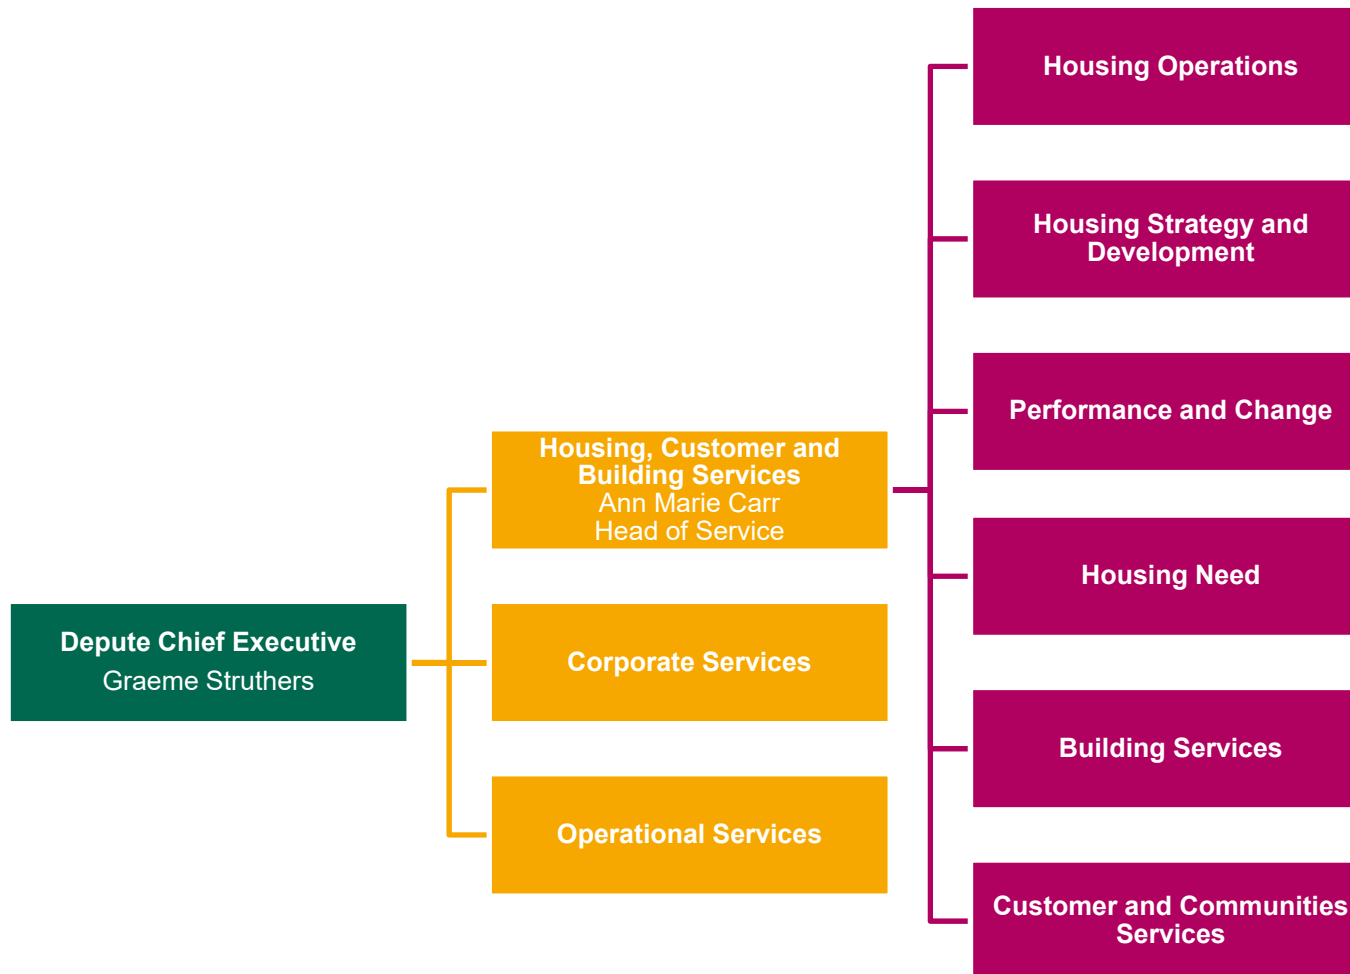 Housing Operations
Housing Strategy and
Development
Performance and Change
Housing, Customer and
Building Services
Ann Marie Carr
Head of Service
Housing Need
Depute Chief Executive
Graeme Struthers
Corporate Services
Building Services
Operational Services
Customer and Communities
Services